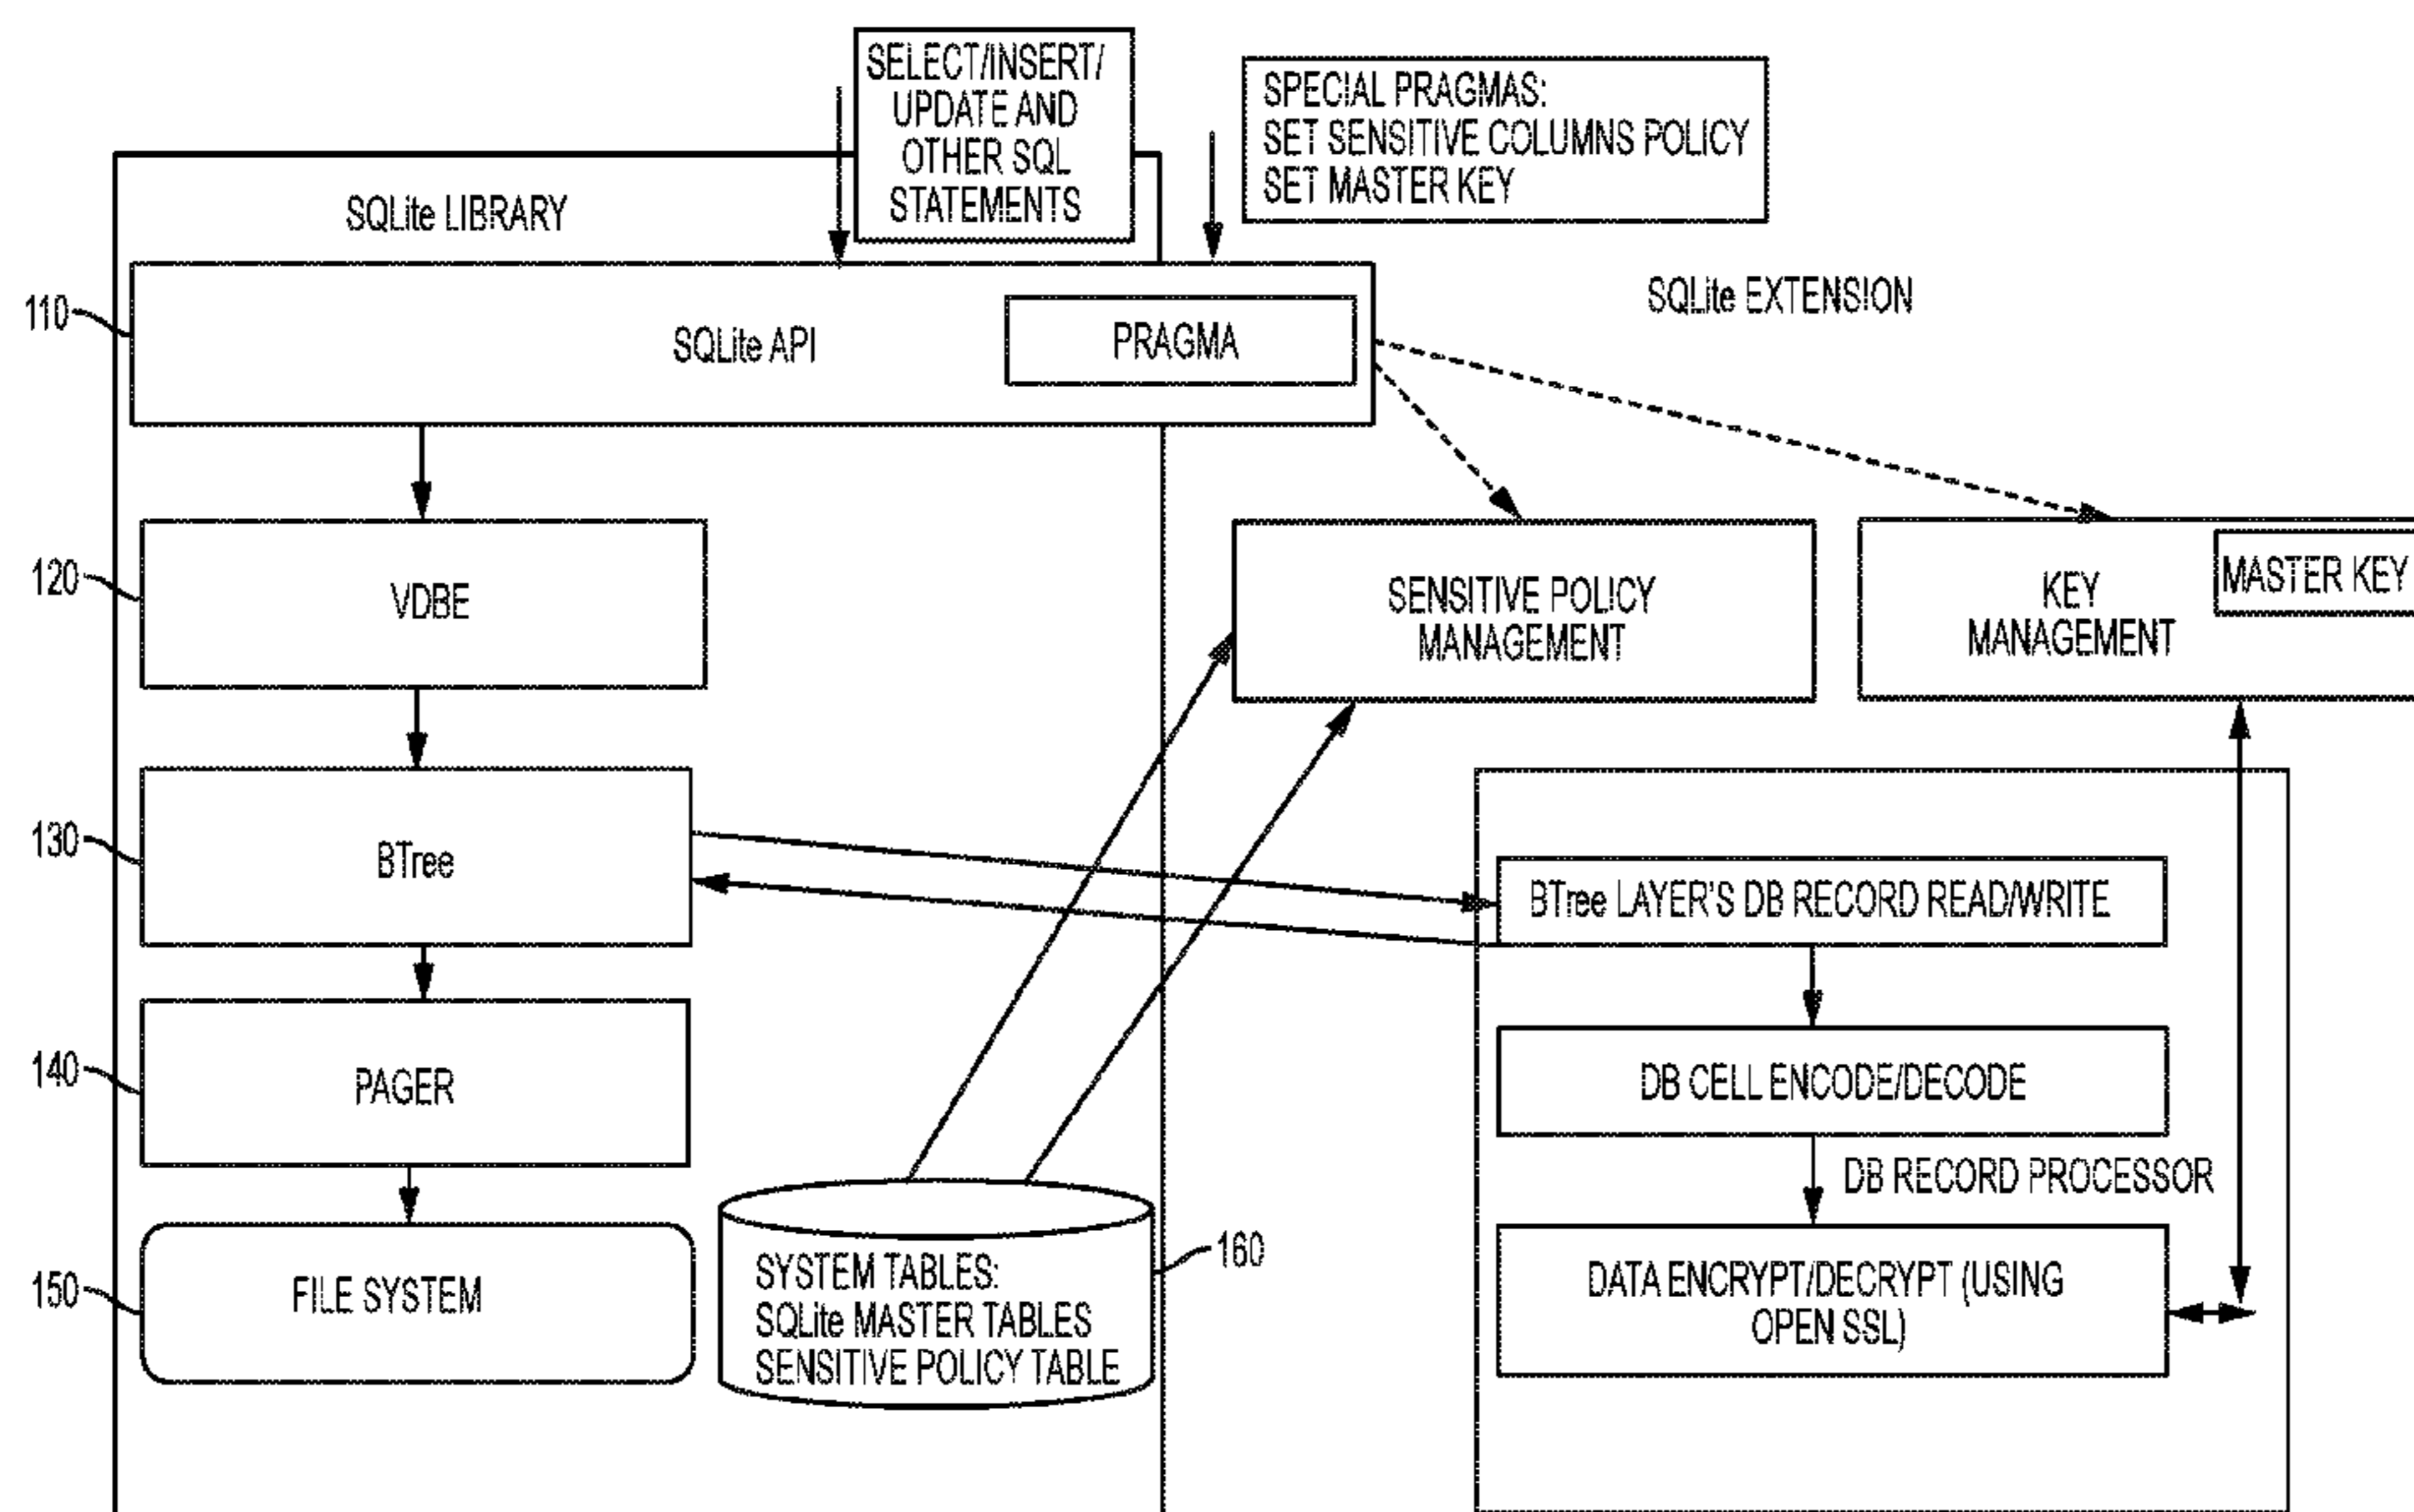 SELECT/INSERT/
UPDATE AND
OTHER SQL
STATEMENTS
SPECIAL PRAGMAS:
SET SENSITIVE COLUMNS POLICY
SET MASTER KEY
SQLite LIBRARY
SQLite EXTENSION
110
SQLite API
PRAGMA
120
VDBE
SENSITIVE POLICY
MANAGEMENT
KEY
MANAGEMENT
MASTER KEY
130
BTree
BTree LAYER'S DB RECORD READ/WRITE
140
PAGER
DB CELL ENCODE/DECODE
DB RECORD PROCESSOR
150
FILE SYSTEM
SYSTEM TABLES:
SQLite MASTER TABLES
SENSITIVE POLICY TABLE
160
DATA ENCRYPT/DECRYPT (USING
OPEN SSL)